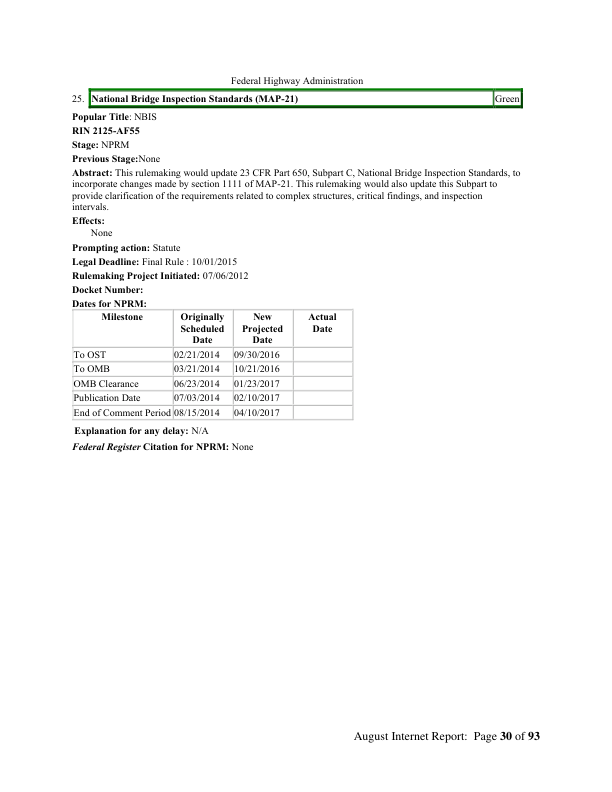 Federal Highway Administration
25. National Bridge Inspection Standards (MAP-21) Green
Popular Title: NBIS
RIN 2125-AF55
Stage: NPRM
Previous Stage:None
Abstract: This rulemaking would update 23 CFR Part 650, Subpart C, National Bridge Inspection Standards, to
incorporate changes made by section 1111 of MAP-21. This rulemaking would also update this Subpart to
provide clarification of the requirements related to complex structures, critical findings, and inspection
intervals.
Effects:
None
Prompting action: Statute
Legal Deadline: Final Rule : 10/01/2015
Rulemaking Project Initiated: 07/06/2012
Docket Number:
Dates for NPRM:
Milestone Originally Scheduled Date New Projected Date Actual Date
To OST 02/21/2014 09/30/2016
To OMB 03/21/2014 10/21/2016
OMB Clearance 06/23/2014 01/23/2017
Publication Date 07/03/2014 02/10/2017
End of Comment Period 08/15/2014 04/10/2017
Explanation for any delay: N/A
Federal Register Citation for NPRM: None
August Internet Report: Page 30 of 93